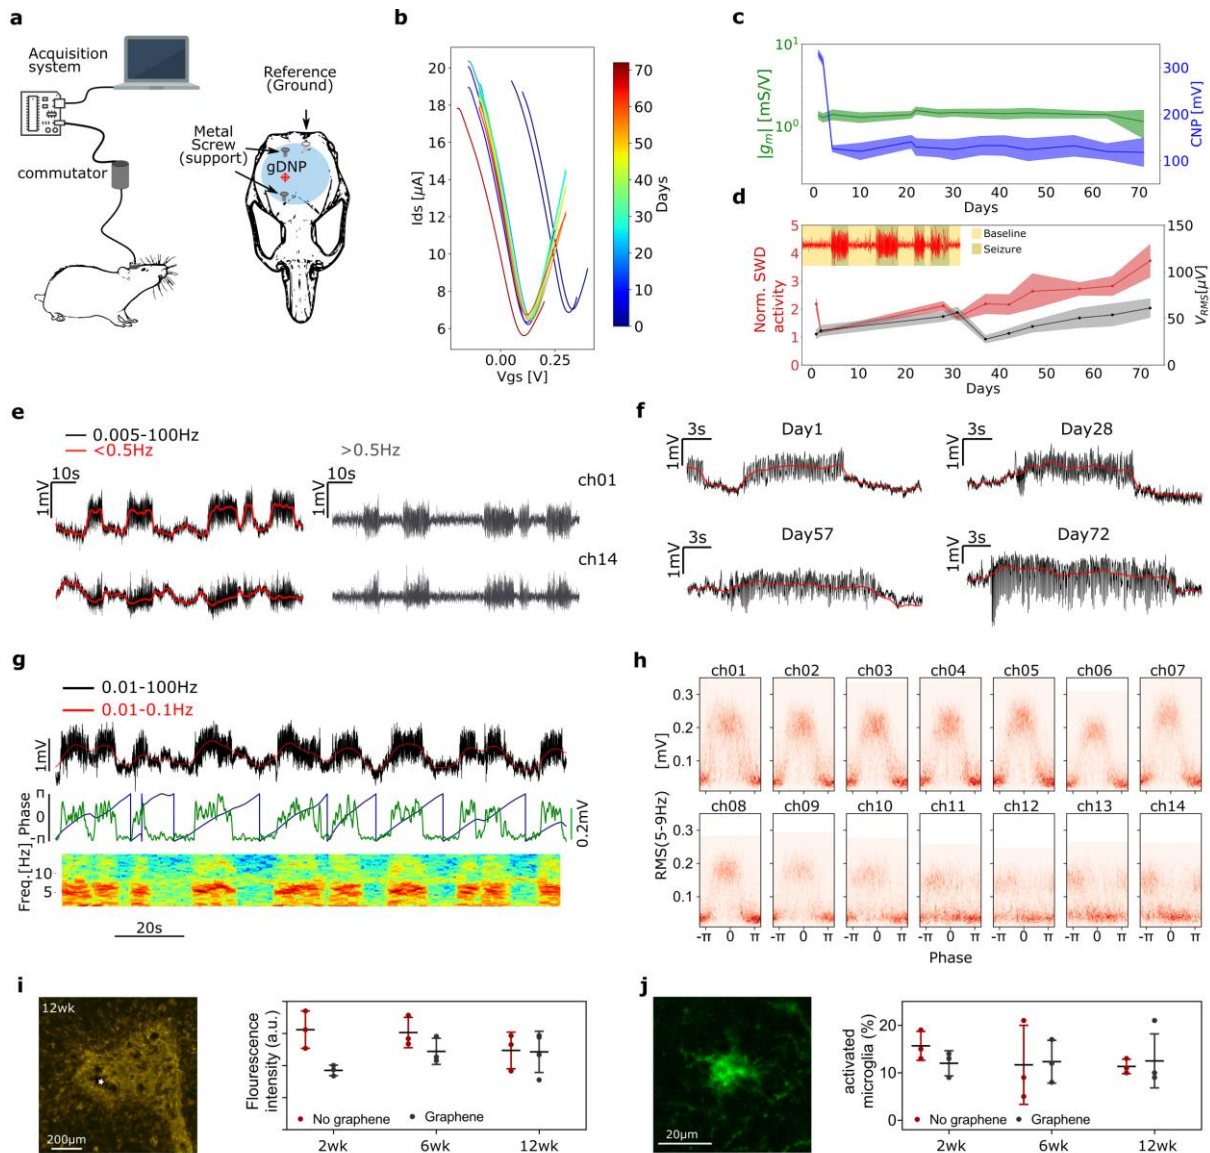 a
Acquisition
system
commutator
Reference
(Ground)
Metal
Screw
(support)
gDNP
b
Ids [µA]
20
18
16
14
12
10
8
6
0.00
0.25
Vgs [V]
70
60
50
40
30
20
10
0
Days
c
|gm| [mS/V]
10¹
10⁰
300
200
100
CNP [mV]
0 10 20 30 40 50 60 70
Days
d
Norm. SWD
activity
5
4
3
2
1
0
Baseline
Seizure
150
100
50
0
VRMS[µV]
0 10 20 30 40 50 60 70
Days
e
0.005-100Hz
<0.5Hz
>0.5Hz
10s
1mV
10s
1mV
ch01
ch14
f
3s
1mV
Day1
3s
1mV
Day28
3s
1mV
Day57
3s
1mV
Day72
g
0.01-100Hz
0.01-0.1Hz
1mV
Phase
π
0
-π
0.2mV
Freq.[Hz]
10
5
20s
h
ch01 ch02 ch03 ch04 ch05 ch06 ch07
0.3
0.2
0.1
RMS(5-9Hz) [mV]
ch08 ch09 ch10 ch11 ch12 ch13 ch14
0.3
0.2
0.1
-π 0 π -π 0 π -π 0 π -π 0 π -π 0 π -π 0 π -π 0 π
Phase
i
12wk
200µm
Flourescence
intensity (a.u.)
No graphene Graphene
2wk 6wk 12wk
j
20µm
activated
microglia (%)
20
10
0
No graphene Graphene
2wk 6wk 12wk